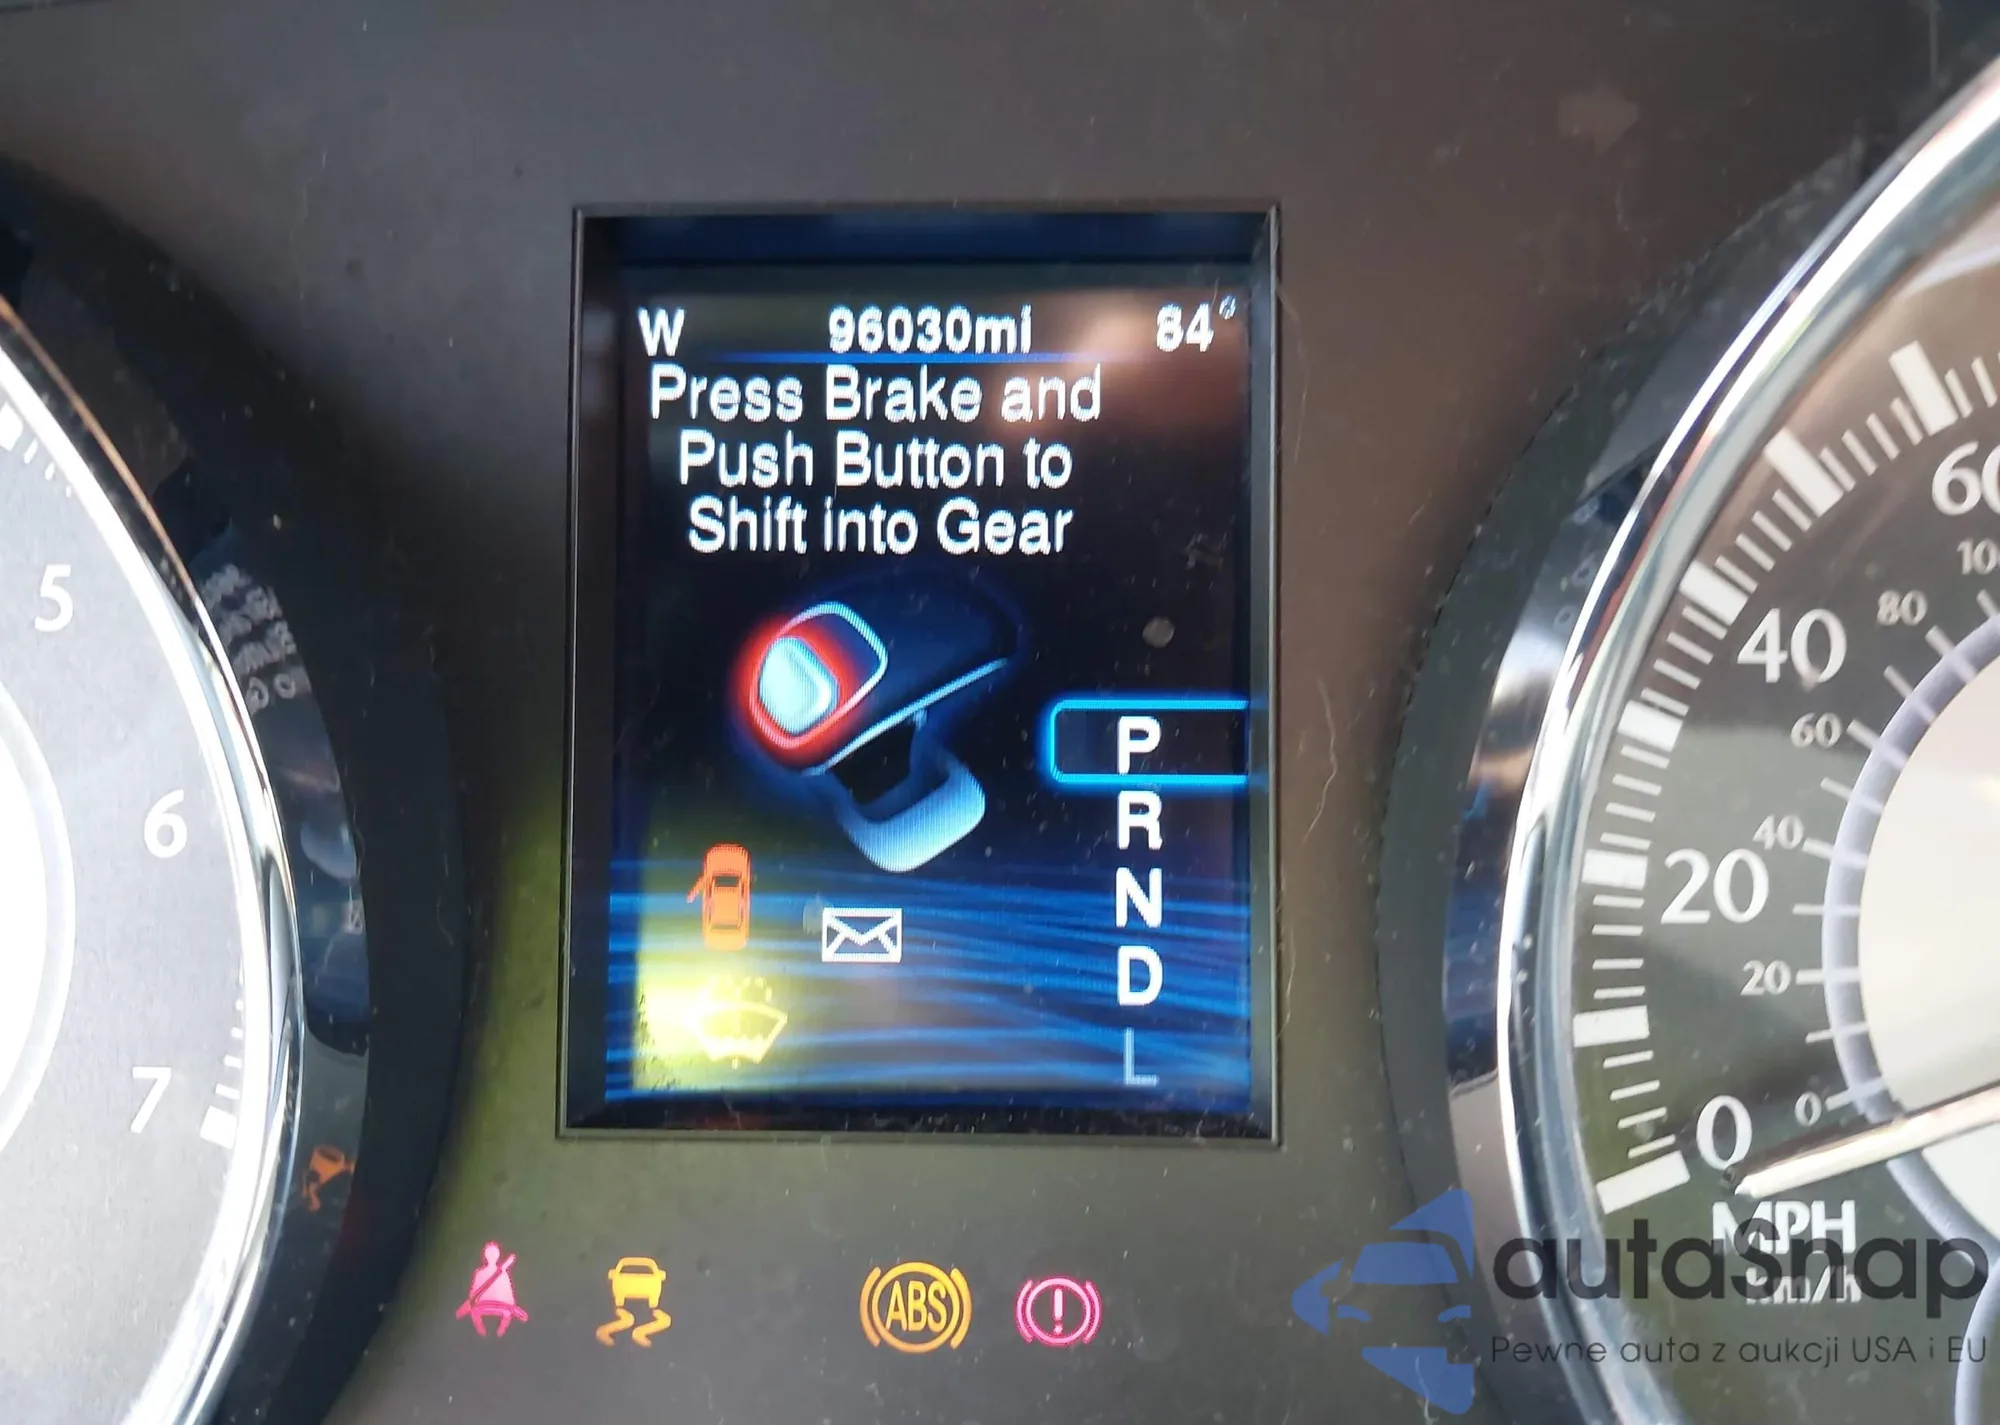 W 96030mi 84°
Press Brake and
Push Button to
Shift into Gear
P
R
N
D
L
5
6
7
60
40
20
0
MPH
km/h
80
60
40
20
0
ABS
!
autasnap
Pewne auta z aukcji USA i EU